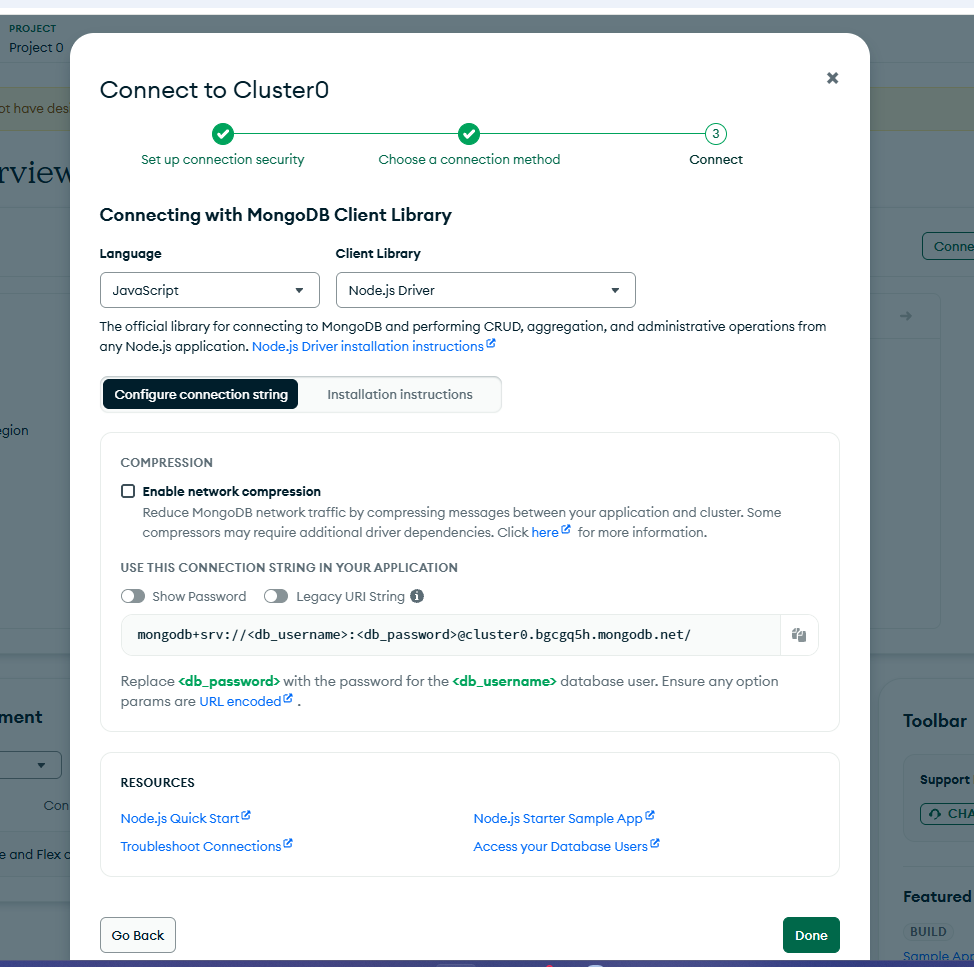 PROJECT
Project 0
ot have des
rview
egion
ment
Con
e and Flex c
Connect to Cluster0
Set up connection security
Choose a connection method
3
Connect
Connecting with MongoDB Client Library
Language
Client Library
JavaScript
Node.js Driver
The official library for connecting to MongoDB and performing CRUD, aggregation, and administrative operations from
any Node.js application. Node.js Driver installation instructions
Configure connection string
Installation instructions
COMPRESSION
Enable network compression
Reduce MongoDB network traffic by compressing messages between your application and cluster. Some
compressors may require additional driver dependencies. Click here for more information.
USE THIS CONNECTION STRING IN YOUR APPLICATION
Show Password
Legacy URI String
mongodb+srv://<db_username>:<db_password>@cluster0.bgcgq5h.mongodb.net/
Replace <db_password> with the password for the <db_username> database user. Ensure any option
params are URL encoded .
RESOURCES
Node.js Quick Start
Node.js Starter Sample App
Troubleshoot Connections
Access your Database Users
Go Back
Done
Conne
Toolbar
Support
CHA
Featured
BUILD
Sample App